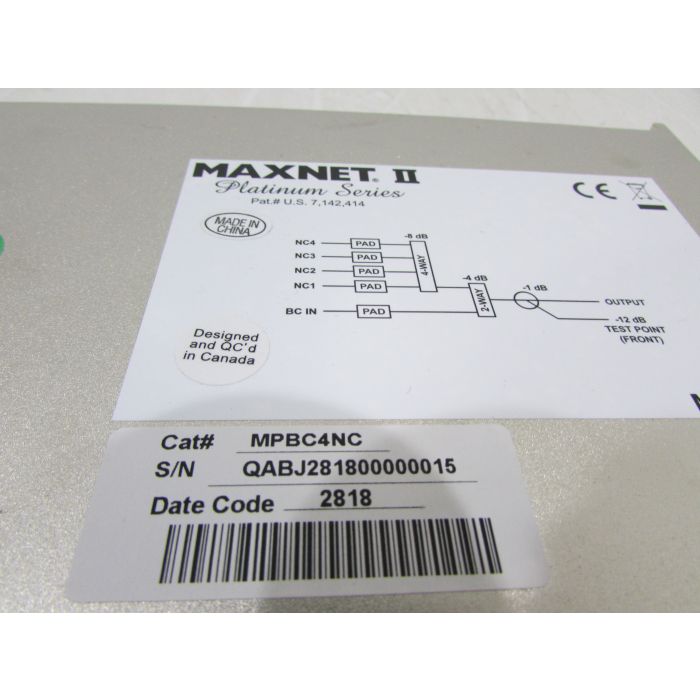 MAXNET® II
Platinum Series
Pat.# U.S. 7,142,414
MADE IN
CHINA
CE
NC4 PAD -8 dB
NC3 PAD
NC2 PAD
NC1 PAD
4-WAY
-4 dB
2-WAY
-1 dB
BC IN PAD
OUTPUT
-12 dB
TEST POINT
(FRONT)
Designed
and QC'd
in Canada
Cat# MPBC4NC
S/N QABJ281800000015
Date Code 2818